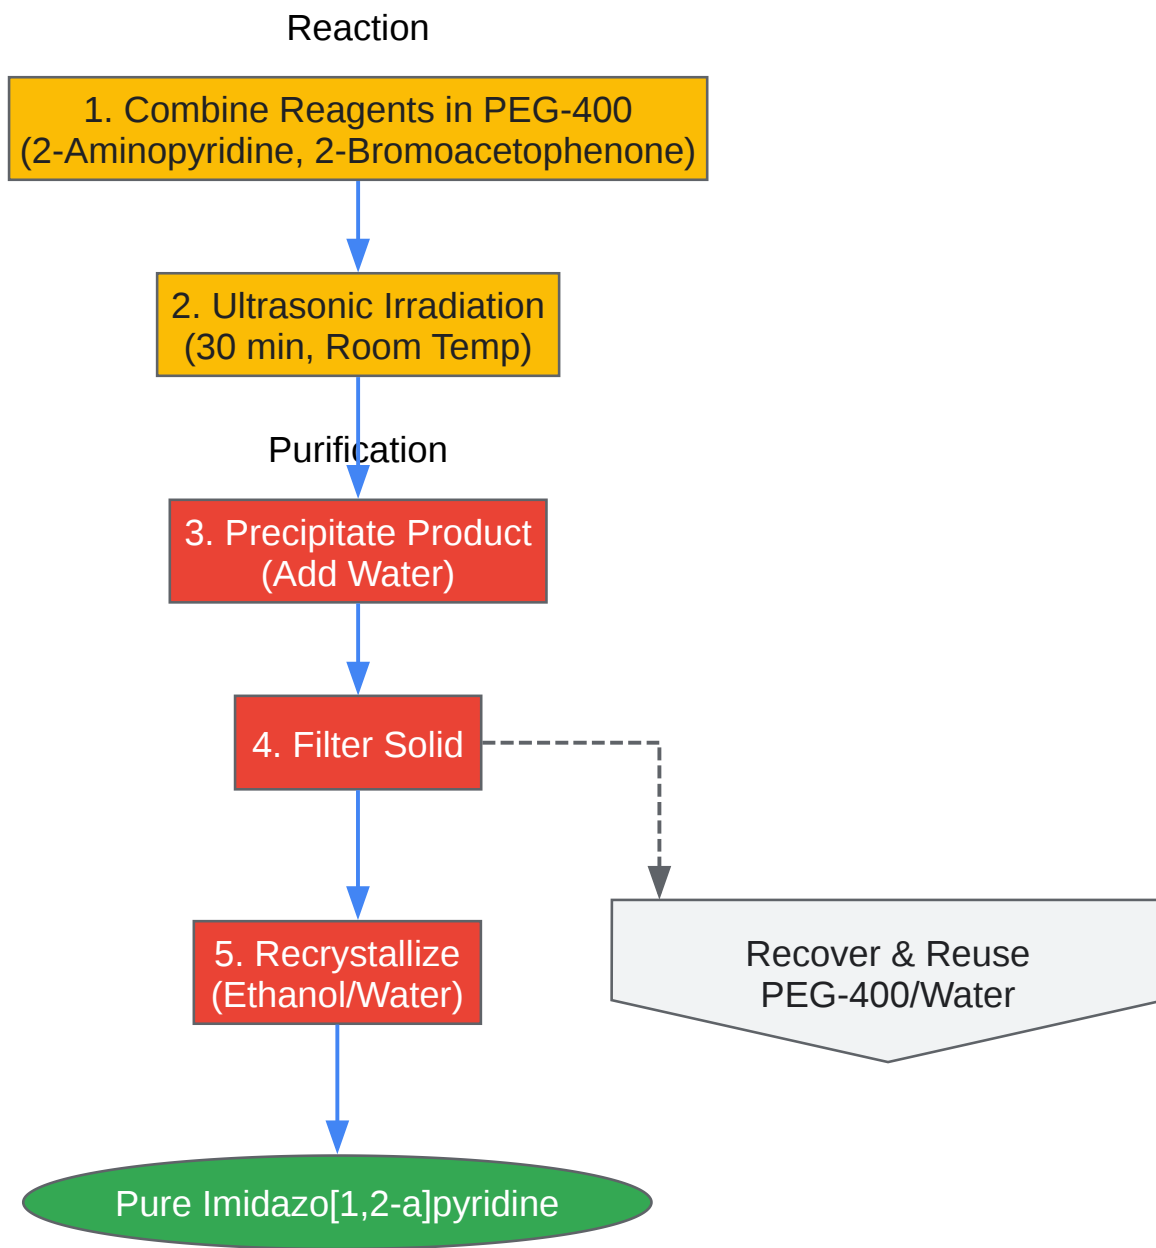 Reaction
1. Combine Reagents in PEG-400
(2-Aminopyridine, 2-Bromoacetophenone)
2. Ultrasonic Irradiation
(30 min, Room Temp)
Purification
3. Precipitate Product
(Add Water)
4. Filter Solid
5. Recrystallize
(Ethanol/Water)
Recover & Reuse
PEG-400/Water
Pure Imidazo[1,2-a]pyridine